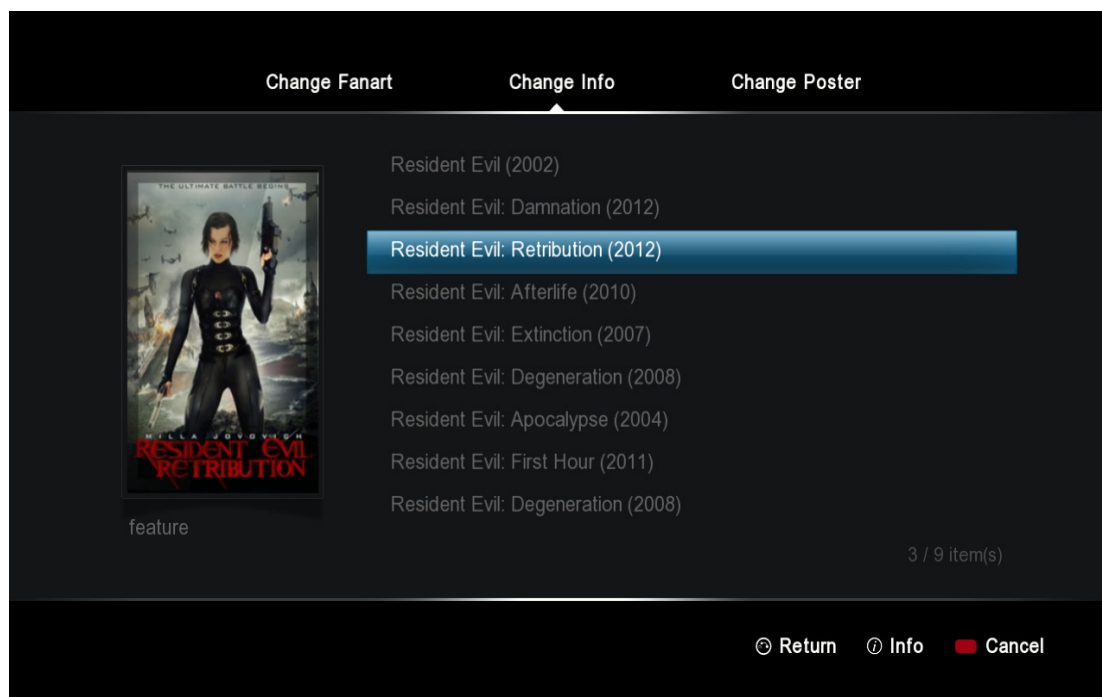 Change Fanart Change Info Change Poster
Resident Evil (2002)
Resident Evil: Damnation (2012)
Resident Evil: Retribution (2012)
Resident Evil: Afterlife (2010)
Resident Evil: Extinction (2007)
Resident Evil: Degeneration (2008)
Resident Evil: Apocalypse (2004)
Resident Evil: First Hour (2011)
Resident Evil: Degeneration (2008)
THE ULTIMATE BATTLE BEGINS
MILLA JOVOVICH
RESIDENT EVIL
RETRIBUTION
feature
3 / 9 item(s)
Return Info Cancel